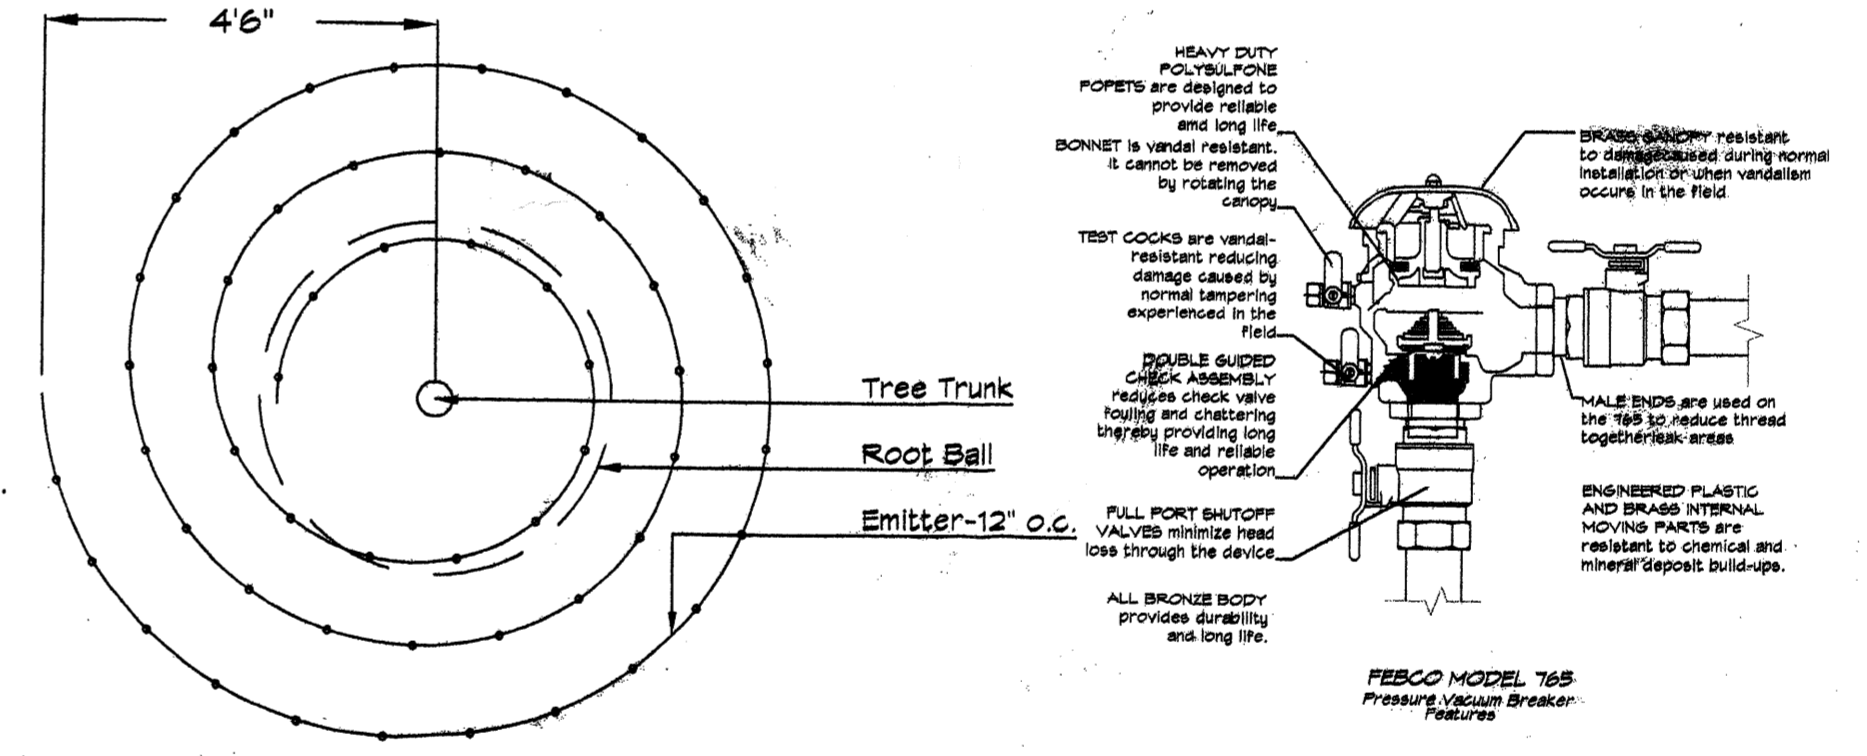 4'6"
Tree Trunk
Root Ball
Emitter-12" o.c.
HEAVY DUTY
POLYSULFONE
POPETS are designed to
provide reliable
amd long life
BONNET is vandal resistant.
It cannot be removed
by rotating the
canopy
TEST COCKS are vandal-
resistant reducing
damage caused by
normal tampering
experienced in the
field
DOUBLE GUIDED
CHECK ASSEMBLY
reduces check valve
fouling and chattering
thereby providing long
life and reliable
operation
FULL PORT SHUTOFF
VALVES minimize head
loss through the device
ALL BRONZE BODY
provides durability
and long life.
BRASS CANOPY resistant
to damage caused during normal
installation or when vandalism
occurs in the field
MALE ENDS are used on
the 765 to reduce thread
togetherleak areas
ENGINEERED PLASTIC
AND BRASS INTERNAL
MOVING PARTS are
resistant to chemical and
mineral deposit build-ups.
FEBCO MODEL 765
Pressure Vacuum Breaker
Features